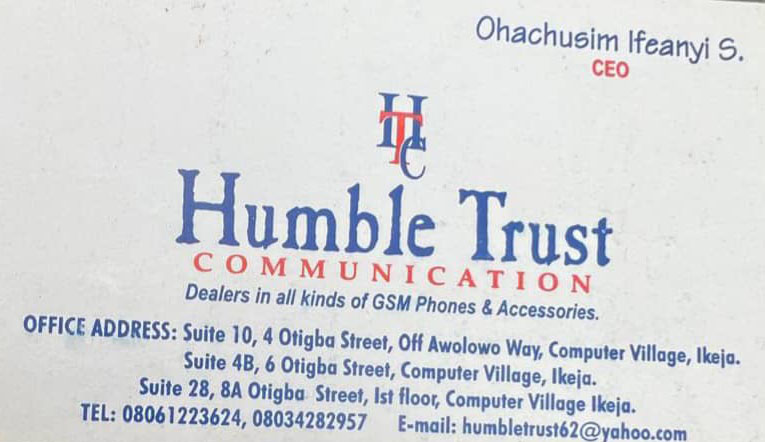 Ohachusim Ifeanyi S.
CEO
HTC
Humble Trust
COMMUNICATION
Dealers in all kinds of GSM Phones & Accessories.
OFFICE ADDRESS: Suite 10, 4 Otigba Street, Off Awolowo Way, Computer Village, Ikeja.
Suite 4B, 6 Otigba Street, Computer Village, Ikeja.
Suite 28, 8A Otigba Street, Ist floor, Computer Village Ikeja.
TEL: 08061223624, 08034282957 E-mail: humbletrust62@yahoo.com